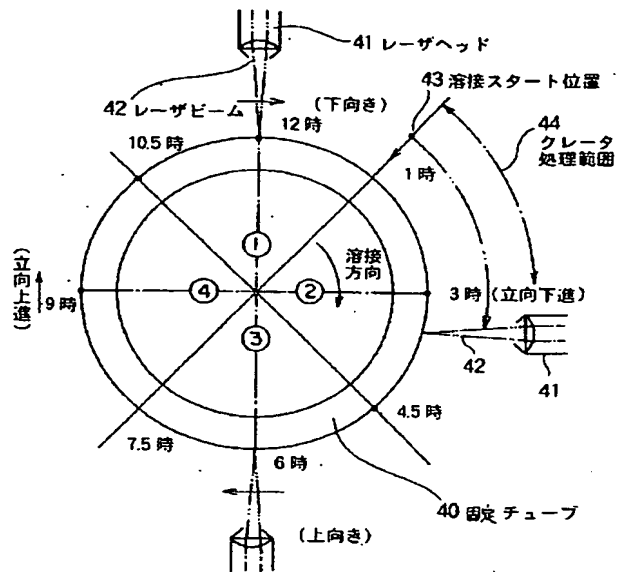 41 レーザヘッド
42 レーザビーム
(下向き)
43 溶接スタート位置
12時
44
クレータ
処理範囲
10.5時
1時
①
溶接
方向
(立向上進)
9時
④
②
3時(立向下進)
③
42
41
4.5時
7.5時
6時
40 固定チューブ
(上向き)